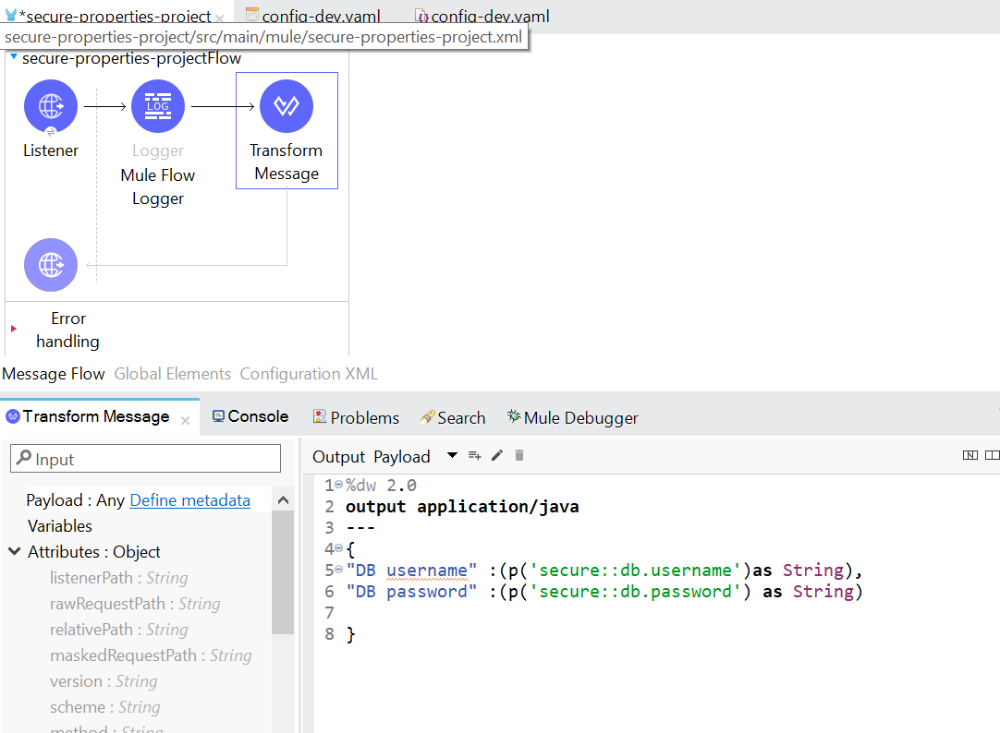 *secure-properties-project
config-dev.yaml
config-dev.yaml
secure-properties-project/src/main/mule/secure-properties-project.xml
secure-properties-projectFlow
LOG
Listener
Logger
Mule Flow
Logger
Transform
Message
Error
handling
Message Flow Global Elements Configuration XML
Transform Message Console Problems Search Mule Debugger
Input
Payload : Any Define metadata
Variables
Attributes : Object
listenerPath : String
rawRequestPath : String
relativePath : String
maskedRequestPath : String
version : String
scheme : String
method : String
Output Payload
1 %dw 2.0
2 output application/java
3 ---
4 {
5 "DB username" :(p('secure::db.username')as String),
6 "DB password" :(p('secure::db.password') as String)
7
8 }